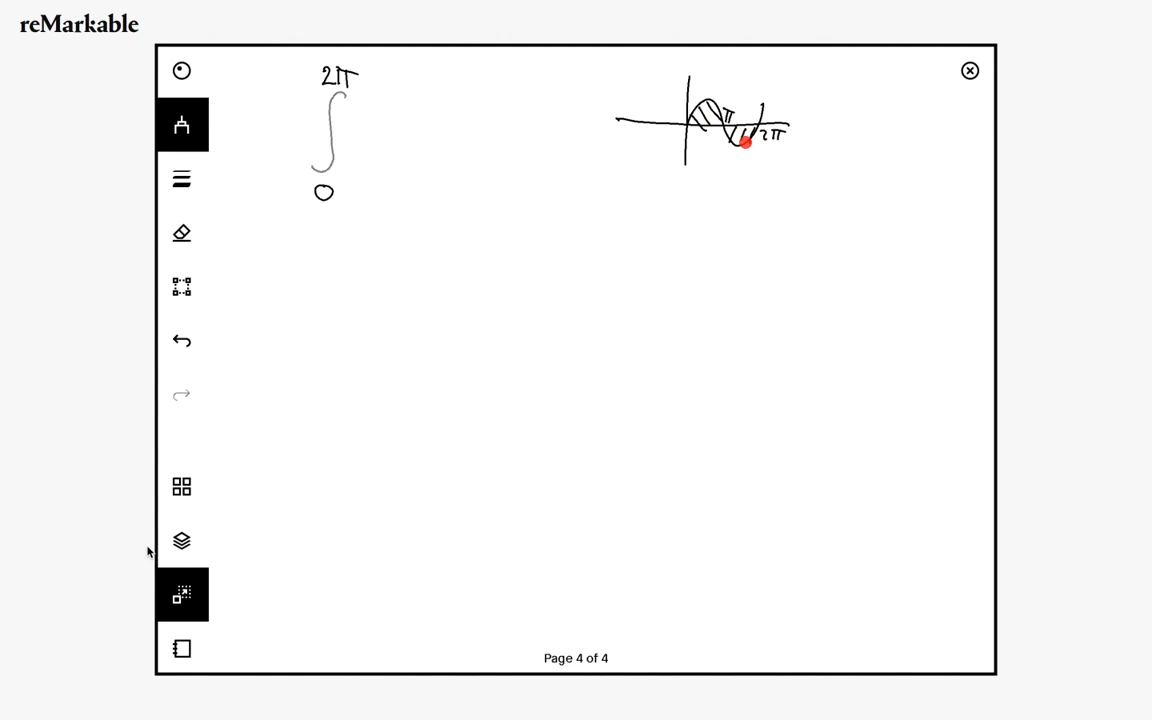 reMarkable
2π
∫
0
π
2π
Page 4 of 4